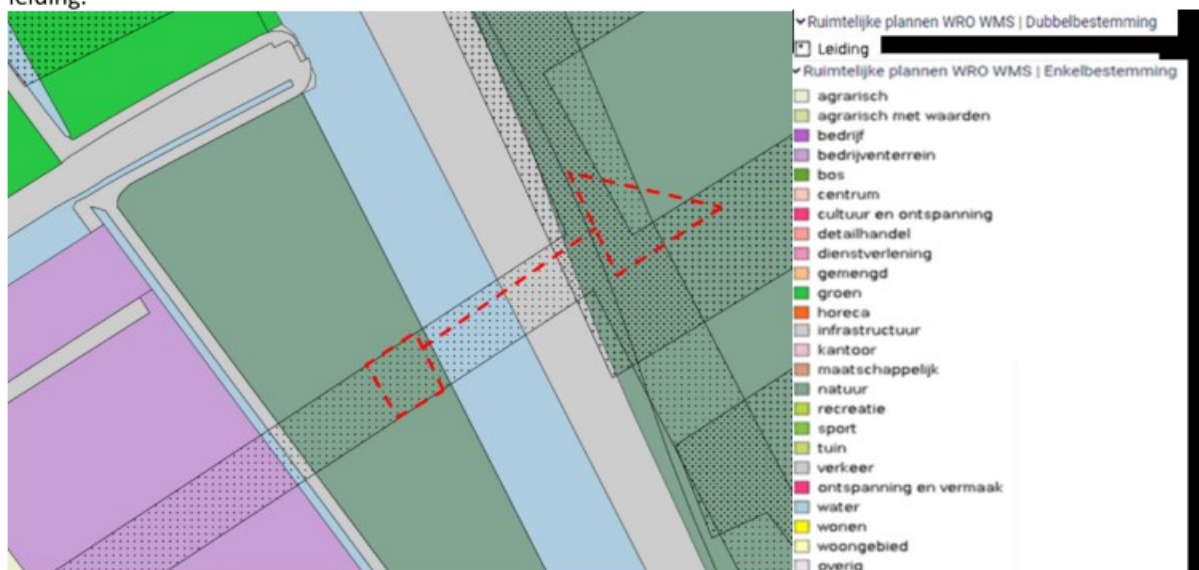 leiding.
Ruimtelijke plannen WRO WMS | Dubbelbestemming
Leiding
Ruimtelijke plannen WRO WMS | Enkelbestemming
agrarisch
agrarisch met waarden
bedrijf
bedrijventerrein
bos
centrum
cultuur en ontspanning
detailhandel
dienstverlening
gemengd
groen
horeca
infrastructuur
kantoor
maatschappelijk
natuur
recreatie
sport
tuin
verkeer
ontspanning en vermaak
water
wonen
woongebied
overig